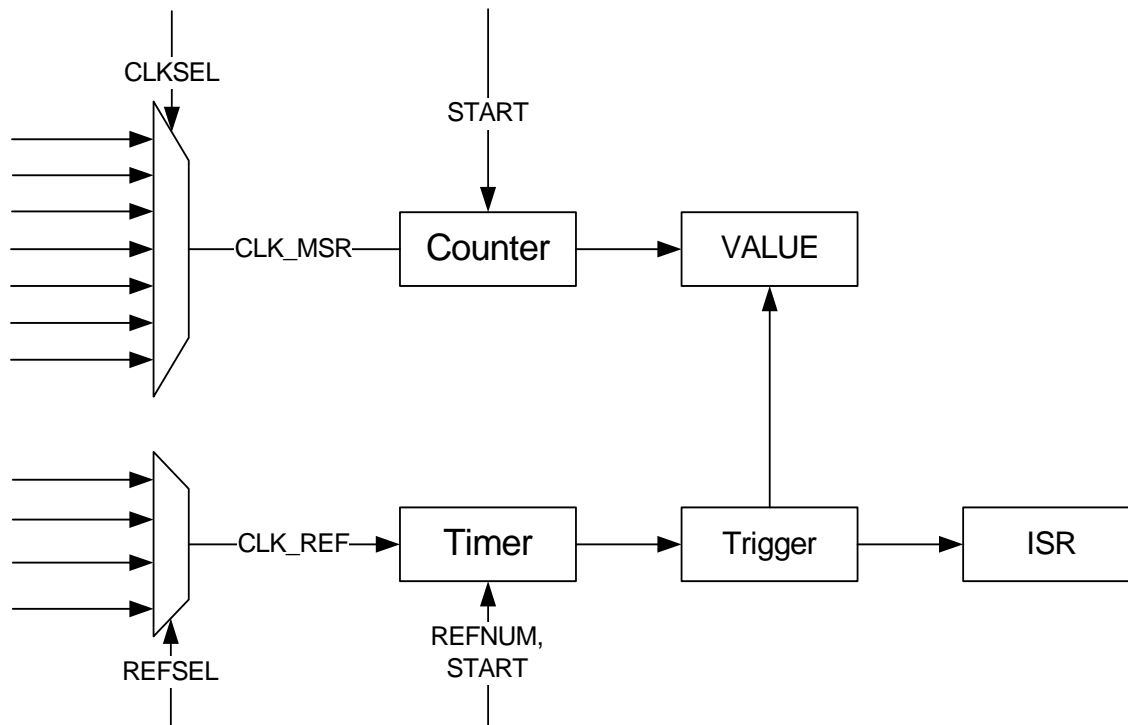 CLKSEL
START
CLK_MSR
Counter
VALUE
CLK_REF
Timer
Trigger
ISR
REFNUM,
START
REFSEL